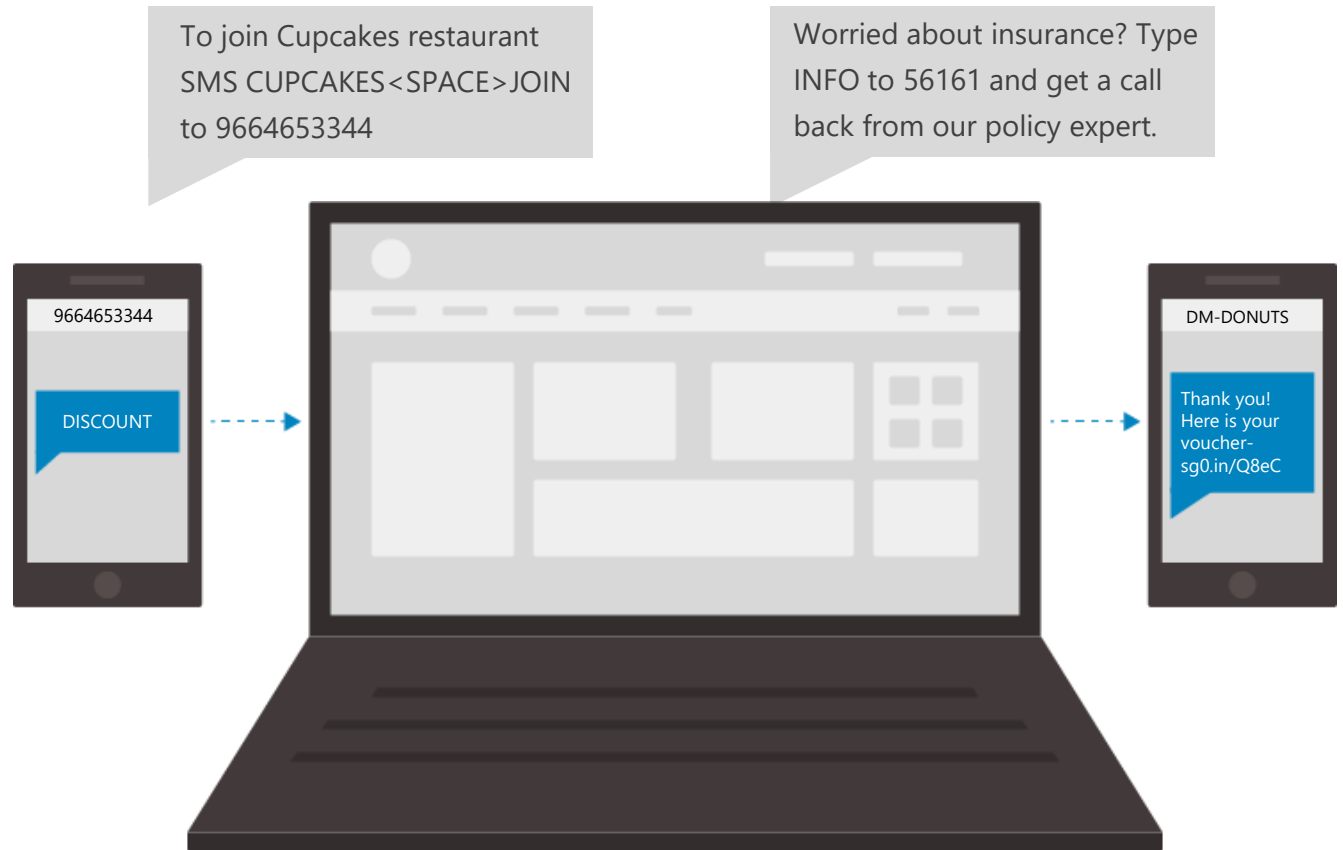 To join Cupcakes restaurant
SMS CUPCAKES<SPACE>JOIN
to 9664653344
Worried about insurance? Type
INFO to 56161 and get a call
back from our policy expert.
9664653344
DISCOUNT
DM-DONUTS
Thank you!
Here is your
voucher-
sg0.in/Q8eC